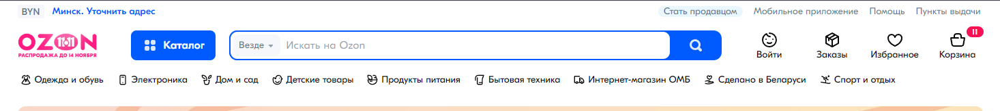 BYN Минск. Уточнить адрес Стать продавцом Мобильное приложение Помощь Пункты выдачи
OZON 11.11
РАСПРОДАЖА ДО 14 НОЯБРЯ
Каталог Везде Искать на Ozon
11
Войти Заказы Избранное Корзина
Одежда и обувь Электроника Дом и сад Детские товары Продукты питания Бытовая техника Интернет-магазин ОМБ Сделано в Беларуси Спорт и отдых